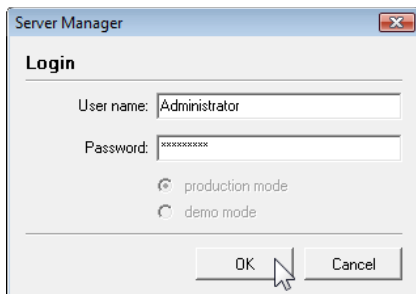 Server Manager
Login
User name: Administrator
Password: *********
production mode
demo mode
OK Cancel